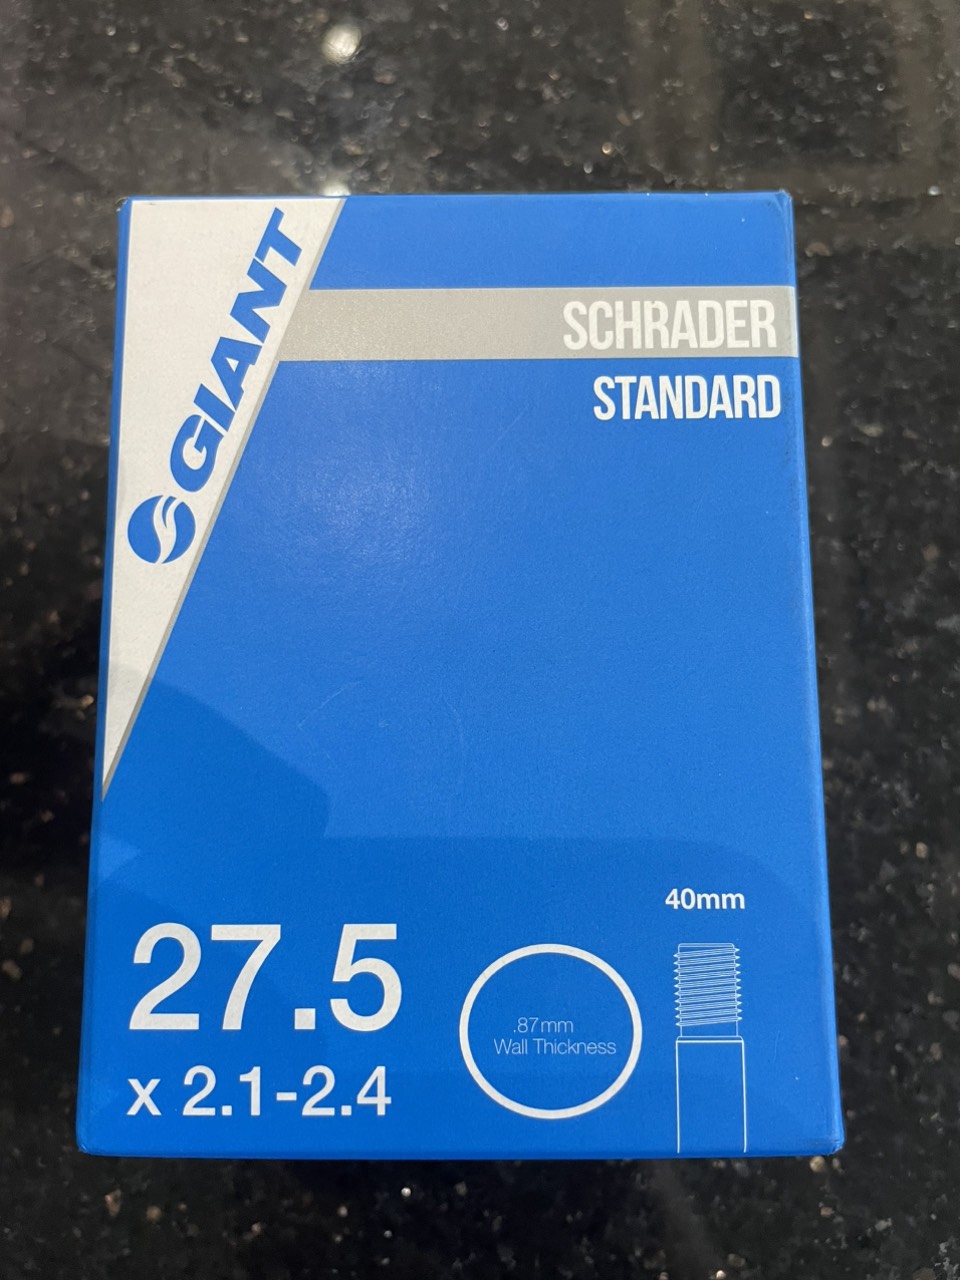 GIANT
SCHRADER
STANDARD
40mm
27.5
x 2.1-2.4
.87mm
Wall Thickness